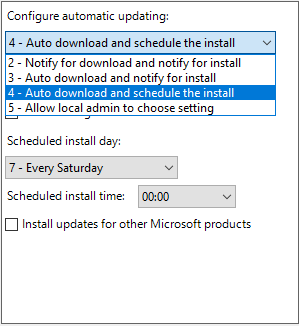 Configure automatic updating:
4 - Auto download and schedule the install
2 - Notify for download and notify for install
3 - Auto download and notify for install
4 - Auto download and schedule the install
5 - Allow local admin to choose setting
Scheduled install day:
7 - Every Saturday
Scheduled install time:    00:00
Install updates for other Microsoft products